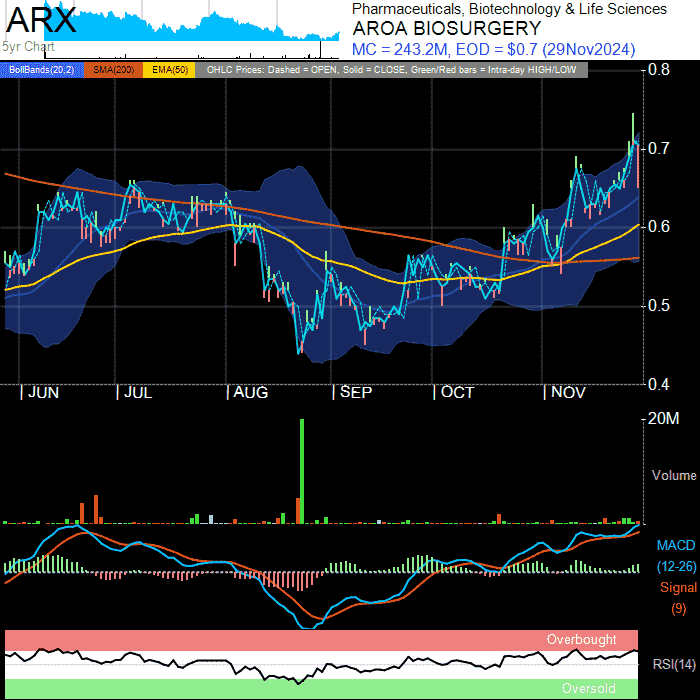 ARX
5yr Chart
Pharmaceuticals, Biotechnology & Life Sciences
AROA BIOSURGERY
MC = 243.2M, EOD = $0.7 (29Nov2024)
BollBands(20,2) SMA(200) EMA(50) OHLC Prices: Dashed = OPEN, Solid = CLOSE, Green/Red bars = Intra-day HIGH/LOW
0.8
0.7
0.6
0.5
0.4
JUN JUL AUG SEP OCT NOV
20M
Volume
MACD
(12-26)
Signal
(9)
Overbought
RSI(14)
Oversold